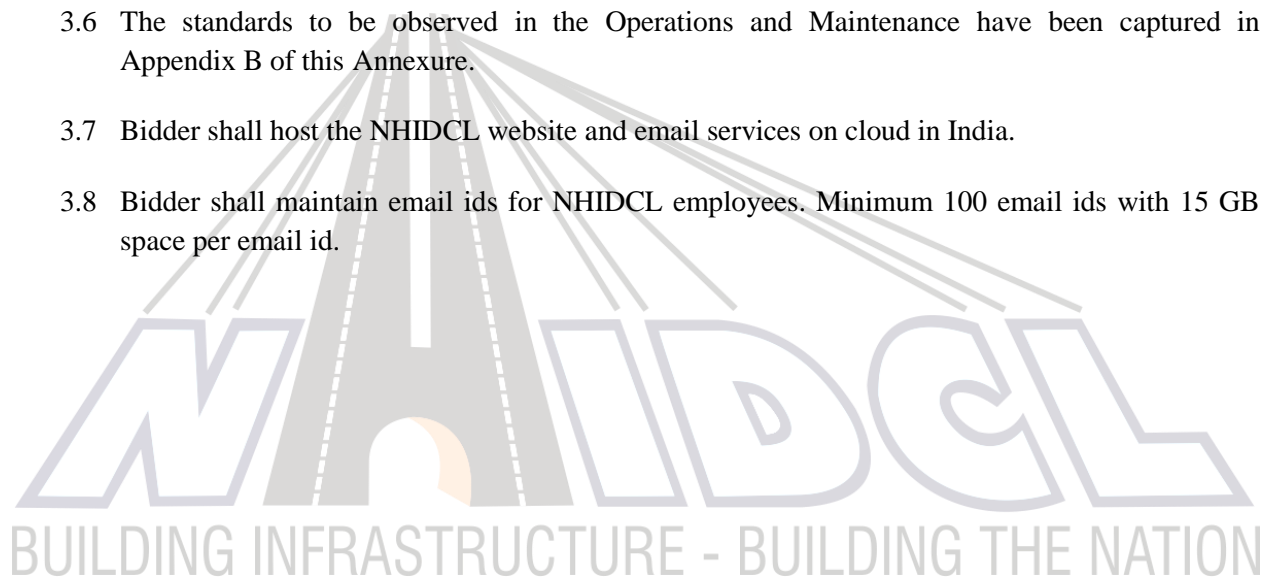 3.6 The standards to be observed in the Operations and Maintenance have been captured in
Appendix B of this Annexure.
3.7 Bidder shall host the NHIDCL website and email services on cloud in India.
3.8 Bidder shall maintain email ids for NHIDCL employees. Minimum 100 email ids with 15 GB
space per email id.
NHIDCL
BUILDING INFRASTRUCTURE - BUILDING THE NATION